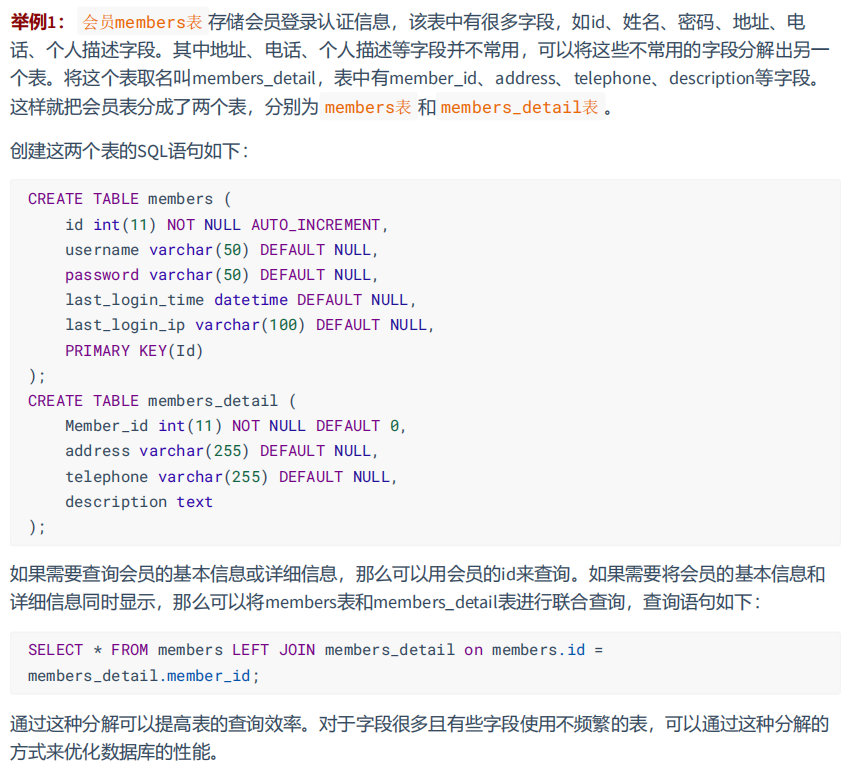 举例1： 会员members表 存储会员登录认证信息，该表中有很多字段，如id、姓名、密码、地址、电
话、个人描述字段。其中地址、电话、个人描述等字段并不常用，可以将这些不常用的字段分解出另一
个表。将这个表取名叫members_detail，表中有member_id、address、telephone、description等字段。
这样就把会员表分成了两个表，分别为 members表 和 members_detail表 。
创建这两个表的SQL语句如下：
CREATE TABLE members (
    id int(11) NOT NULL AUTO_INCREMENT,
    username varchar(50) DEFAULT NULL,
    password varchar(50) DEFAULT NULL,
    last_login_time datetime DEFAULT NULL,
    last_login_ip varchar(100) DEFAULT NULL,
    PRIMARY KEY(Id)
);
CREATE TABLE members_detail (
    Member_id int(11) NOT NULL DEFAULT 0,
    address varchar(255) DEFAULT NULL,
    telephone varchar(255) DEFAULT NULL,
    description text
);
如果需要查询会员的基本信息或详细信息，那么可以用会员的id来查询。如果需要将会员的基本信息和
详细信息同时显示，那么可以将members表和members_detail表进行联合查询，查询语句如下：
SELECT * FROM members LEFT JOIN members_detail on members.id =
members_detail.member_id;
通过这种分解可以提高表的查询效率。对于字段很多且有些字段使用不频繁的表，可以通过这种分解的
方式来优化数据库的性能。